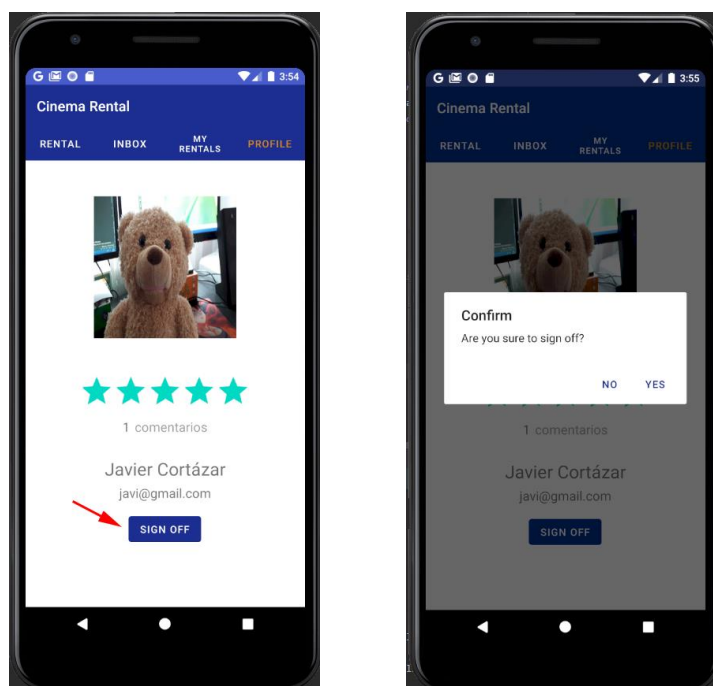 3:54
Cinema Rental
RENTAL INBOX MY RENTALS PROFILE
1 comentarios
Javier Cortázar
javi@gmail.com
SIGN OFF
3:55
Cinema Rental
RENTAL INBOX MY RENTALS PROFILE
Confirm
Are you sure to sign off?
NO YES
1 comentarios
Javier Cortázar
javi@gmail.com
SIGN OFF